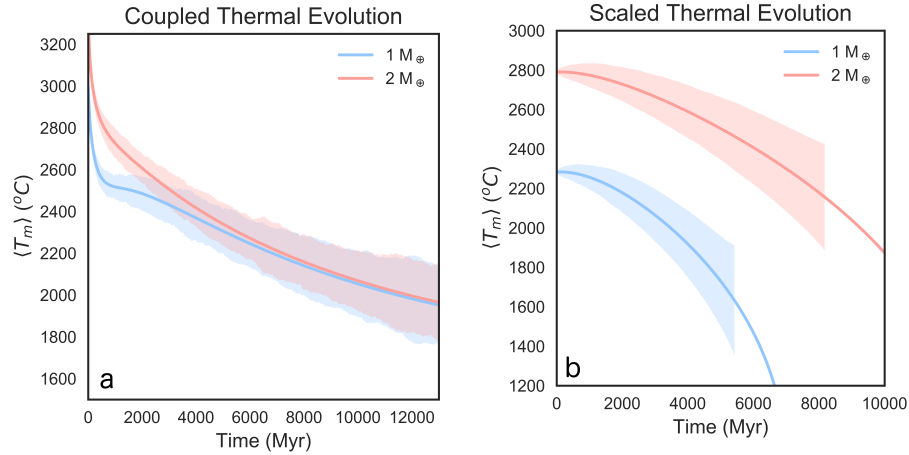 Coupled Thermal Evolution
3200
3000
2800
2600
2400
2200
2000
1800
1600
⟨T_m⟩ (°C)
1 M⊕
2 M⊕
a
0 2000 4000 6000 8000 10000 12000
Time (Myr)
Scaled Thermal Evolution
3000
2800
2600
2400
2200
2000
1800
1600
1400
1200
⟨T_m⟩ (°C)
1 M⊕
2 M⊕
b
0 2000 4000 6000 8000 10000
Time (Myr)